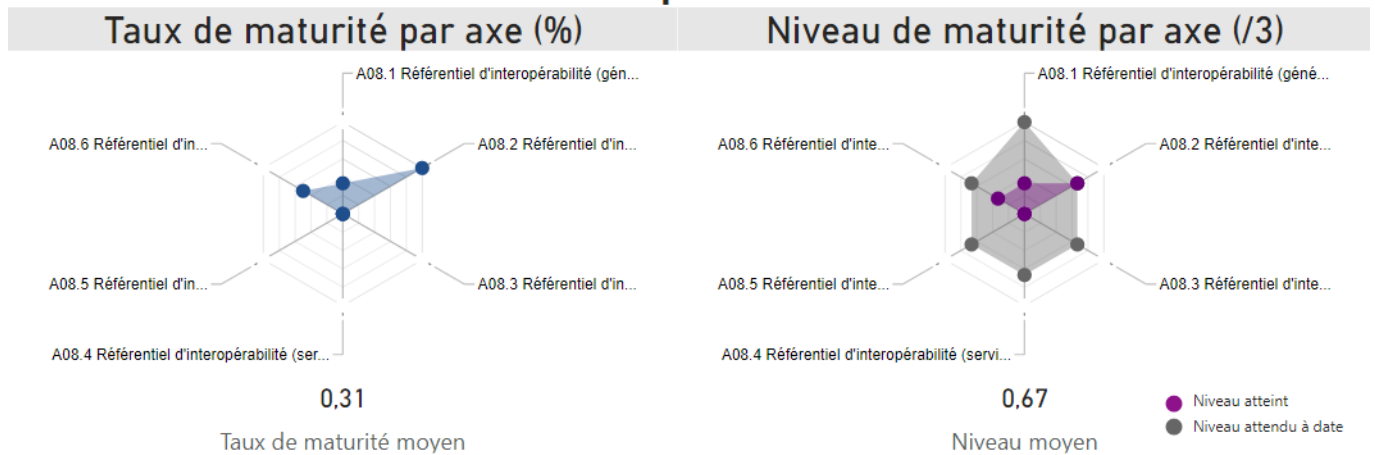 Taux de maturité par axe (%)
A08.1 Référentiel d'interopérabilité (gén...
A08.6 Référentiel d'in...
A08.2 Référentiel d'in...
A08.5 Référentiel d'in...
A08.3 Référentiel d'in...
A08.4 Référentiel d'interopérabilité (ser...
0,31
Taux de maturité moyen
Niveau de maturité par axe (/3)
A08.1 Référentiel d'interopérabilité (géné...
A08.6 Référentiel d'inte...
A08.2 Référentiel d'inte...
A08.5 Référentiel d'inte...
A08.3 Référentiel d'inte...
A08.4 Référentiel d'interopérabilité (servi...
0,67
Niveau moyen
Niveau atteint
Niveau attendu à date